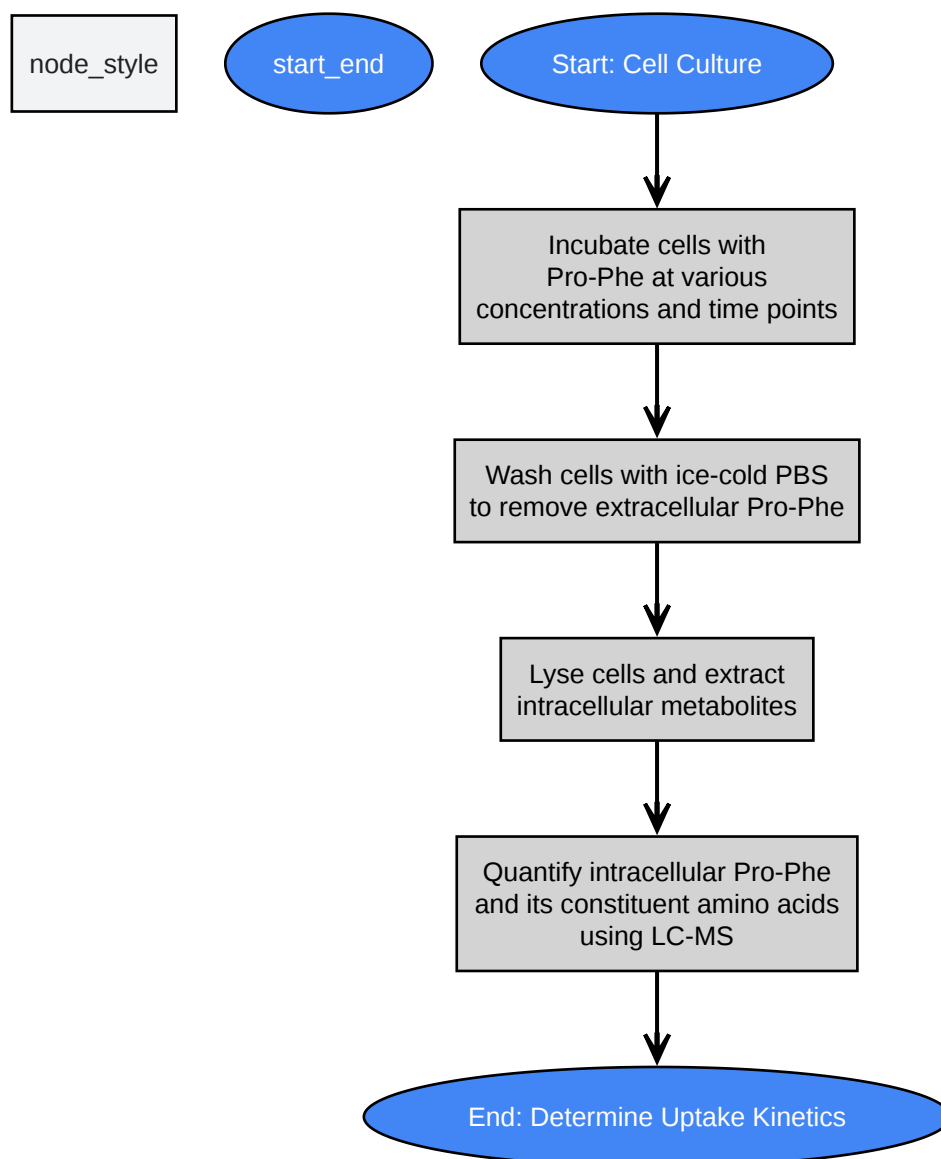 node_style
start_end
Start: Cell Culture
Incubate cells with
Pro-Phe at various
concentrations and time points
Wash cells with ice-cold PBS
to remove extracellular Pro-Phe
Lyse cells and extract
intracellular metabolites
Quantify intracellular Pro-Phe
and its constituent amino acids
using LC-MS
End: Determine Uptake Kinetics